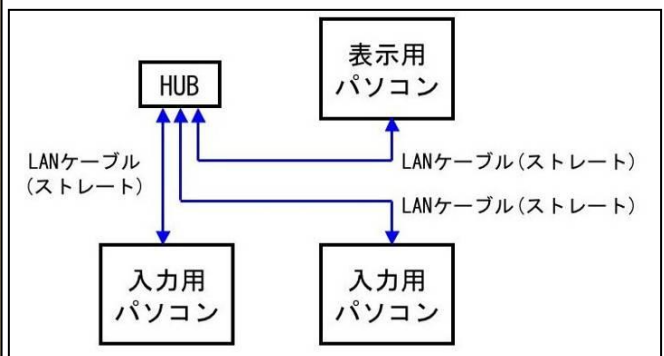 表示用
パソコン
HUB
LANケーブル
(ストレート)
LANケーブル(ストレート)
LANケーブル(ストレート)
入力用
パソコン
入力用
パソコン